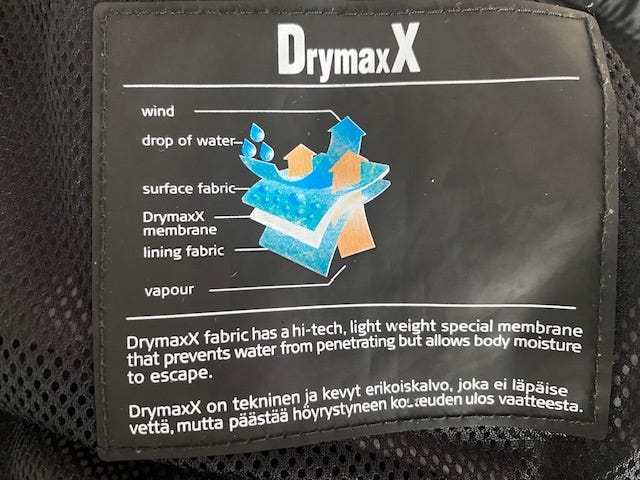 DrymaxX
wind
drop of water
surface fabric
DrymaxX
membrane
lining fabric
vapour
DrymaxX fabric has a hi-tech, light weight special membrane
that prevents water from penetrating but allows body moisture
to escape.
DrymaxX on tekninen ja kevyt erikoiskalvo, joka ei läpäise
vettä, mutta päästää höyrystyneen kosteuden ulos vaatteesta.